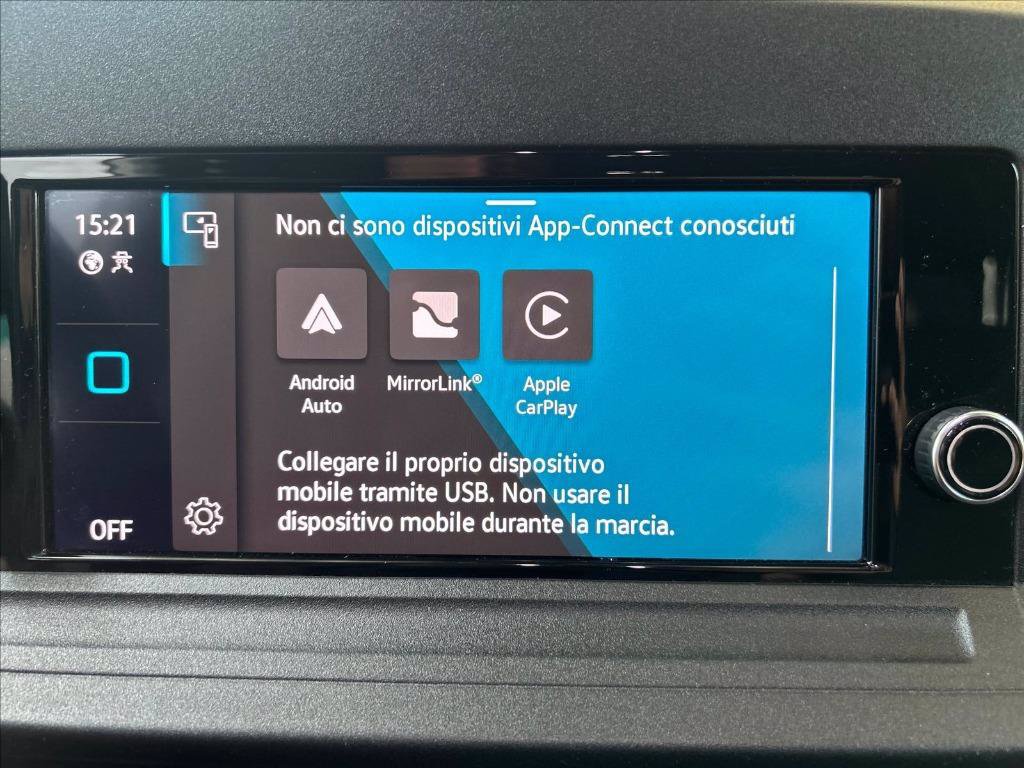 15:21
Non ci sono dispositivi App-Connect conosciuti
Android
Auto
MirrorLink®
Apple
CarPlay
Collegare il proprio dispositivo
mobile tramite USB. Non usare il
dispositivo mobile durante la marcia.
OFF